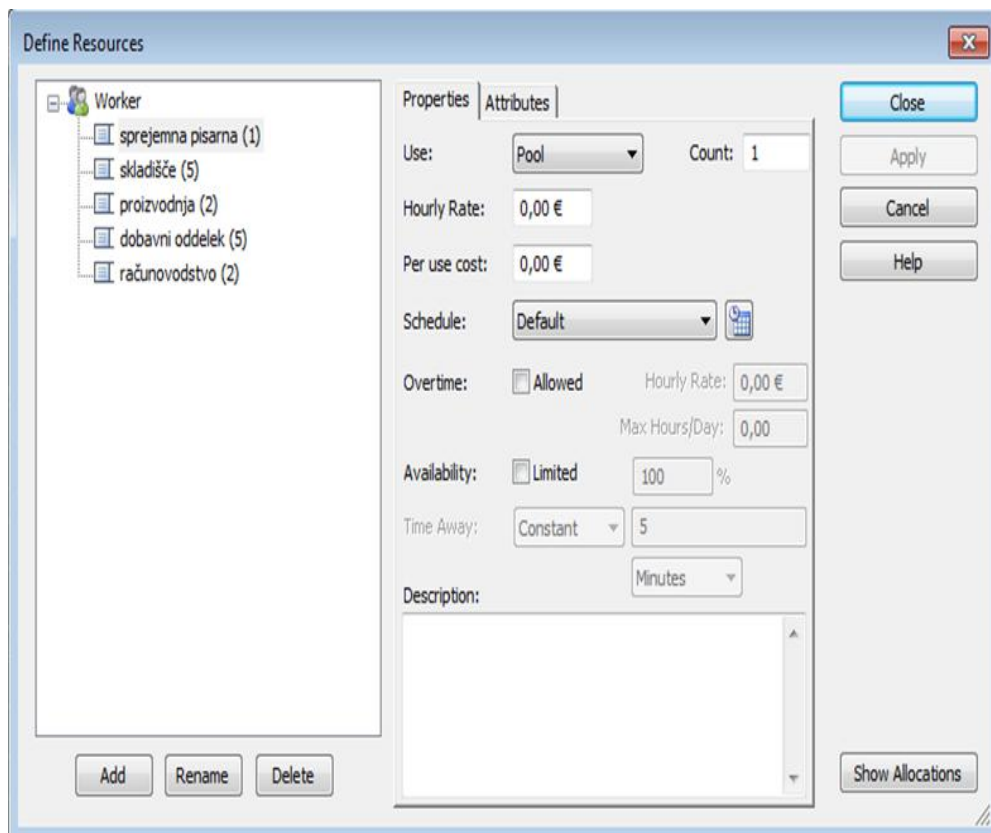 Define Resources
Worker
sprejemna pisarna (1)
skladišče (5)
proizvodnja (2)
dobavni oddelek (5)
računovodstvo (2)
Add Rename Delete
Properties Attributes
Use: Pool Count: 1
Hourly Rate: 0,00 €
Per use cost: 0,00 €
Schedule: Default
Overtime: Allowed Hourly Rate: 0,00 €
Max Hours/Day: 0,00
Availability: Limited 100 %
Time Away: Constant 5
Minutes
Description:
Close
Apply
Cancel
Help
Show Allocations